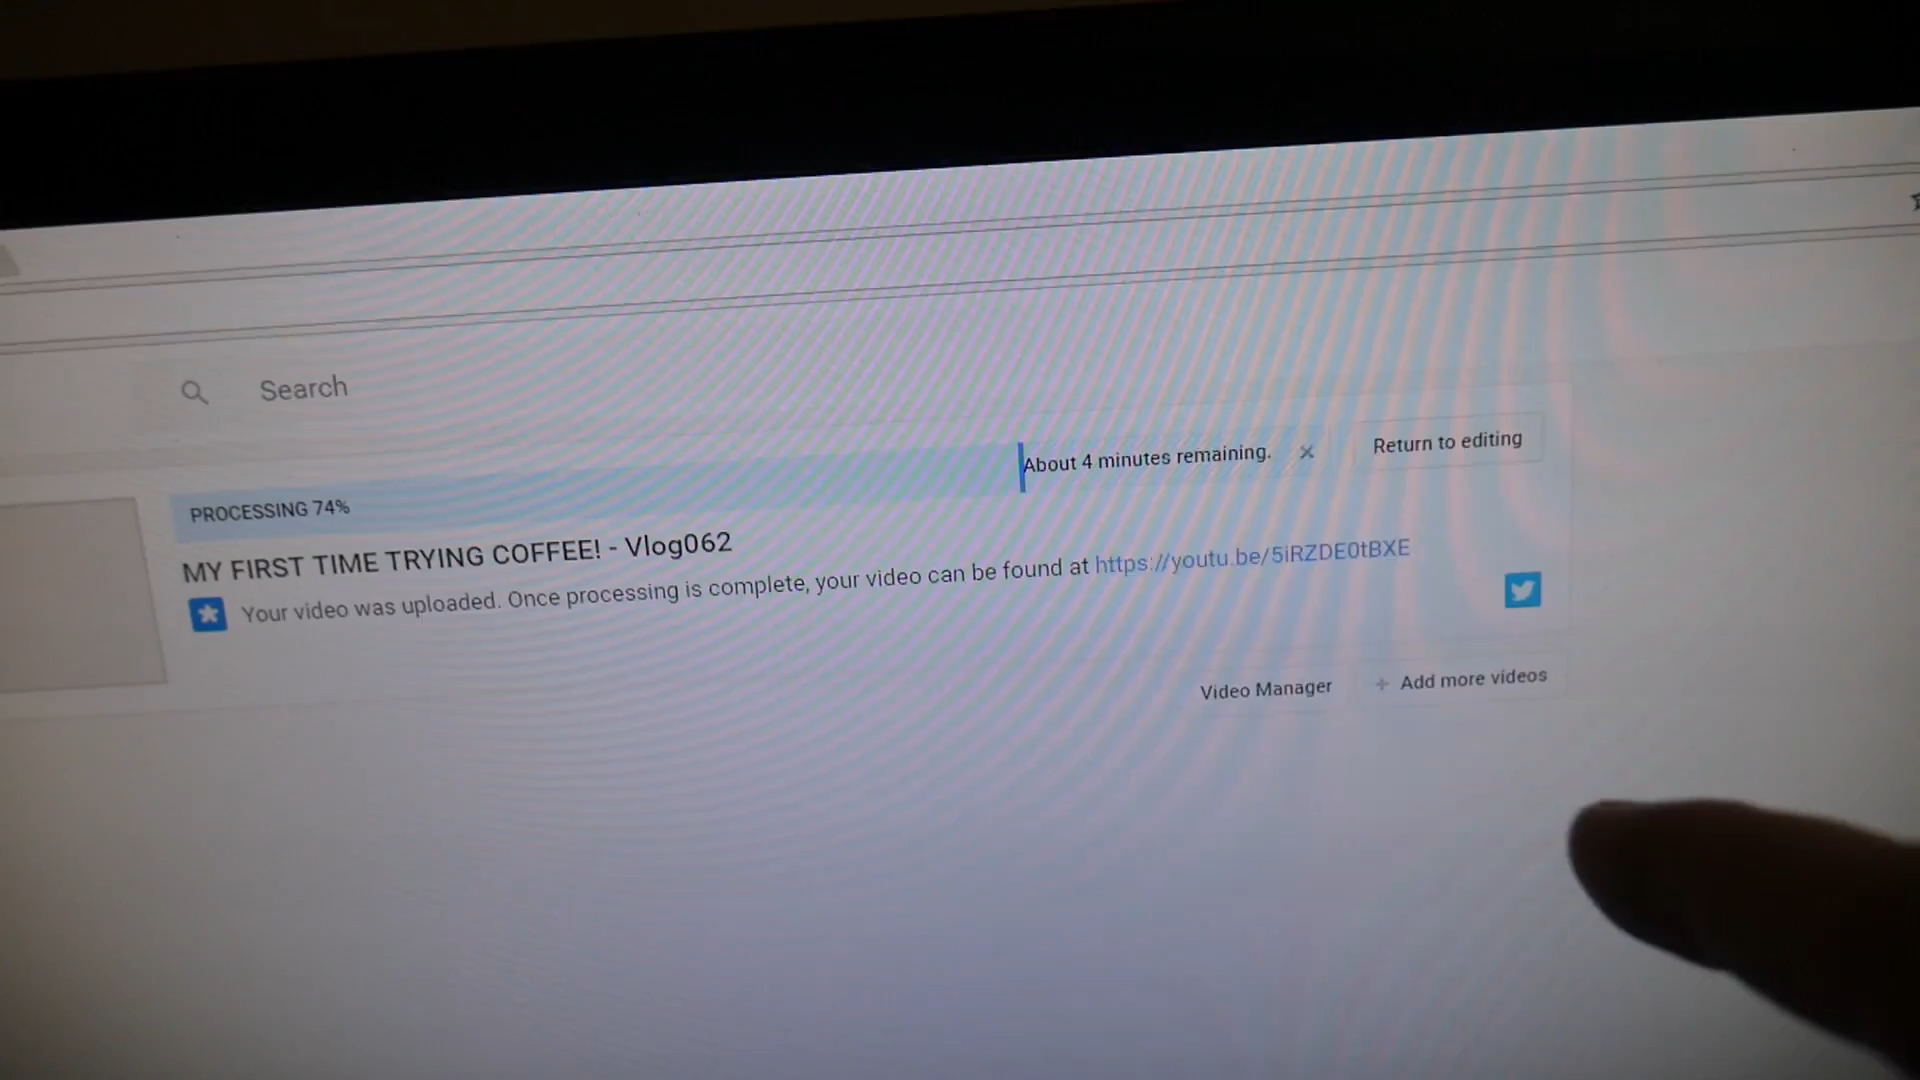 Search
About 4 minutes remaining.
Return to editing
PROCESSING 74%
MY FIRST TIME TRYING COFFEE! - Vlog062
Your video was uploaded. Once processing is complete, your video can be found at https://youtu.be/5iRZDE0tBXE
Video Manager
+ Add more videos